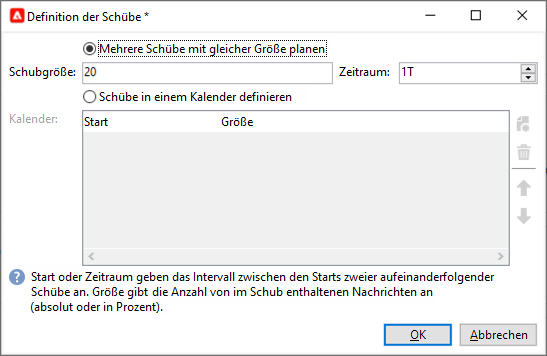 Definition der Schübe *
Mehrere Schübe mit gleicher Größe planen
Schubgröße: 20 Zeitraum: 1T
Schübe in einem Kalender definieren
Kalender: Start Größe
Start oder Zeitraum geben das Intervall zwischen den Starts zweier aufeinanderfolgender
Schübe an. Größe gibt die Anzahl von im Schub enthaltenen Nachrichten an
(absolut oder in Prozent).
OK Abbrechen